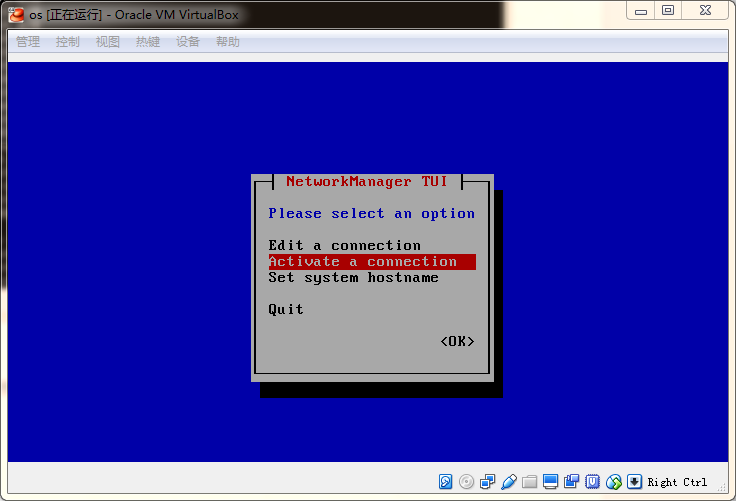 os [正在运行] - Oracle VM VirtualBox
管理 控制 视图 热键 设备 帮助
NetworkManager TUI
Please select an option
Edit a connection
Activate a connection
Set system hostname
Quit
<OK>
Right Ctrl